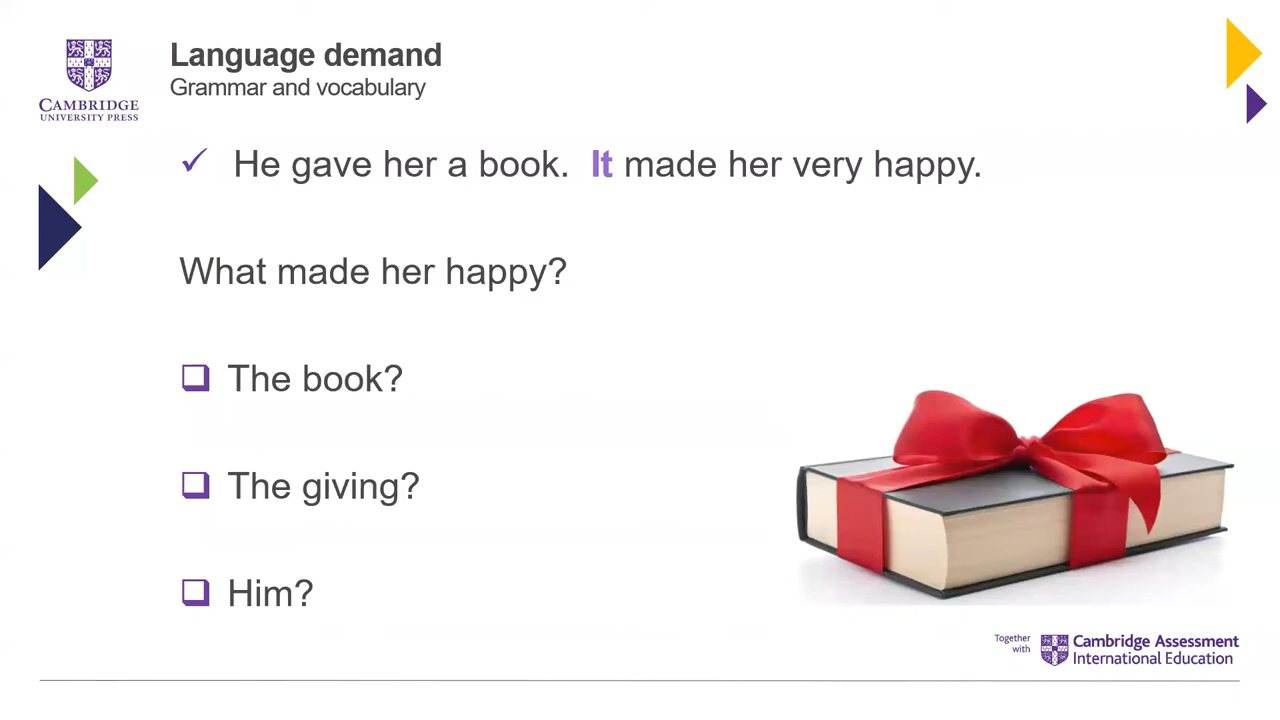 Language demand
Grammar and vocabulary
CAMBRIDGE
UNIVERSITY PRESS
He gave her a book. It made her very happy.
What made her happy?
The book?
The giving?
Him?
Together
with
Cambridge Assessment
International Education